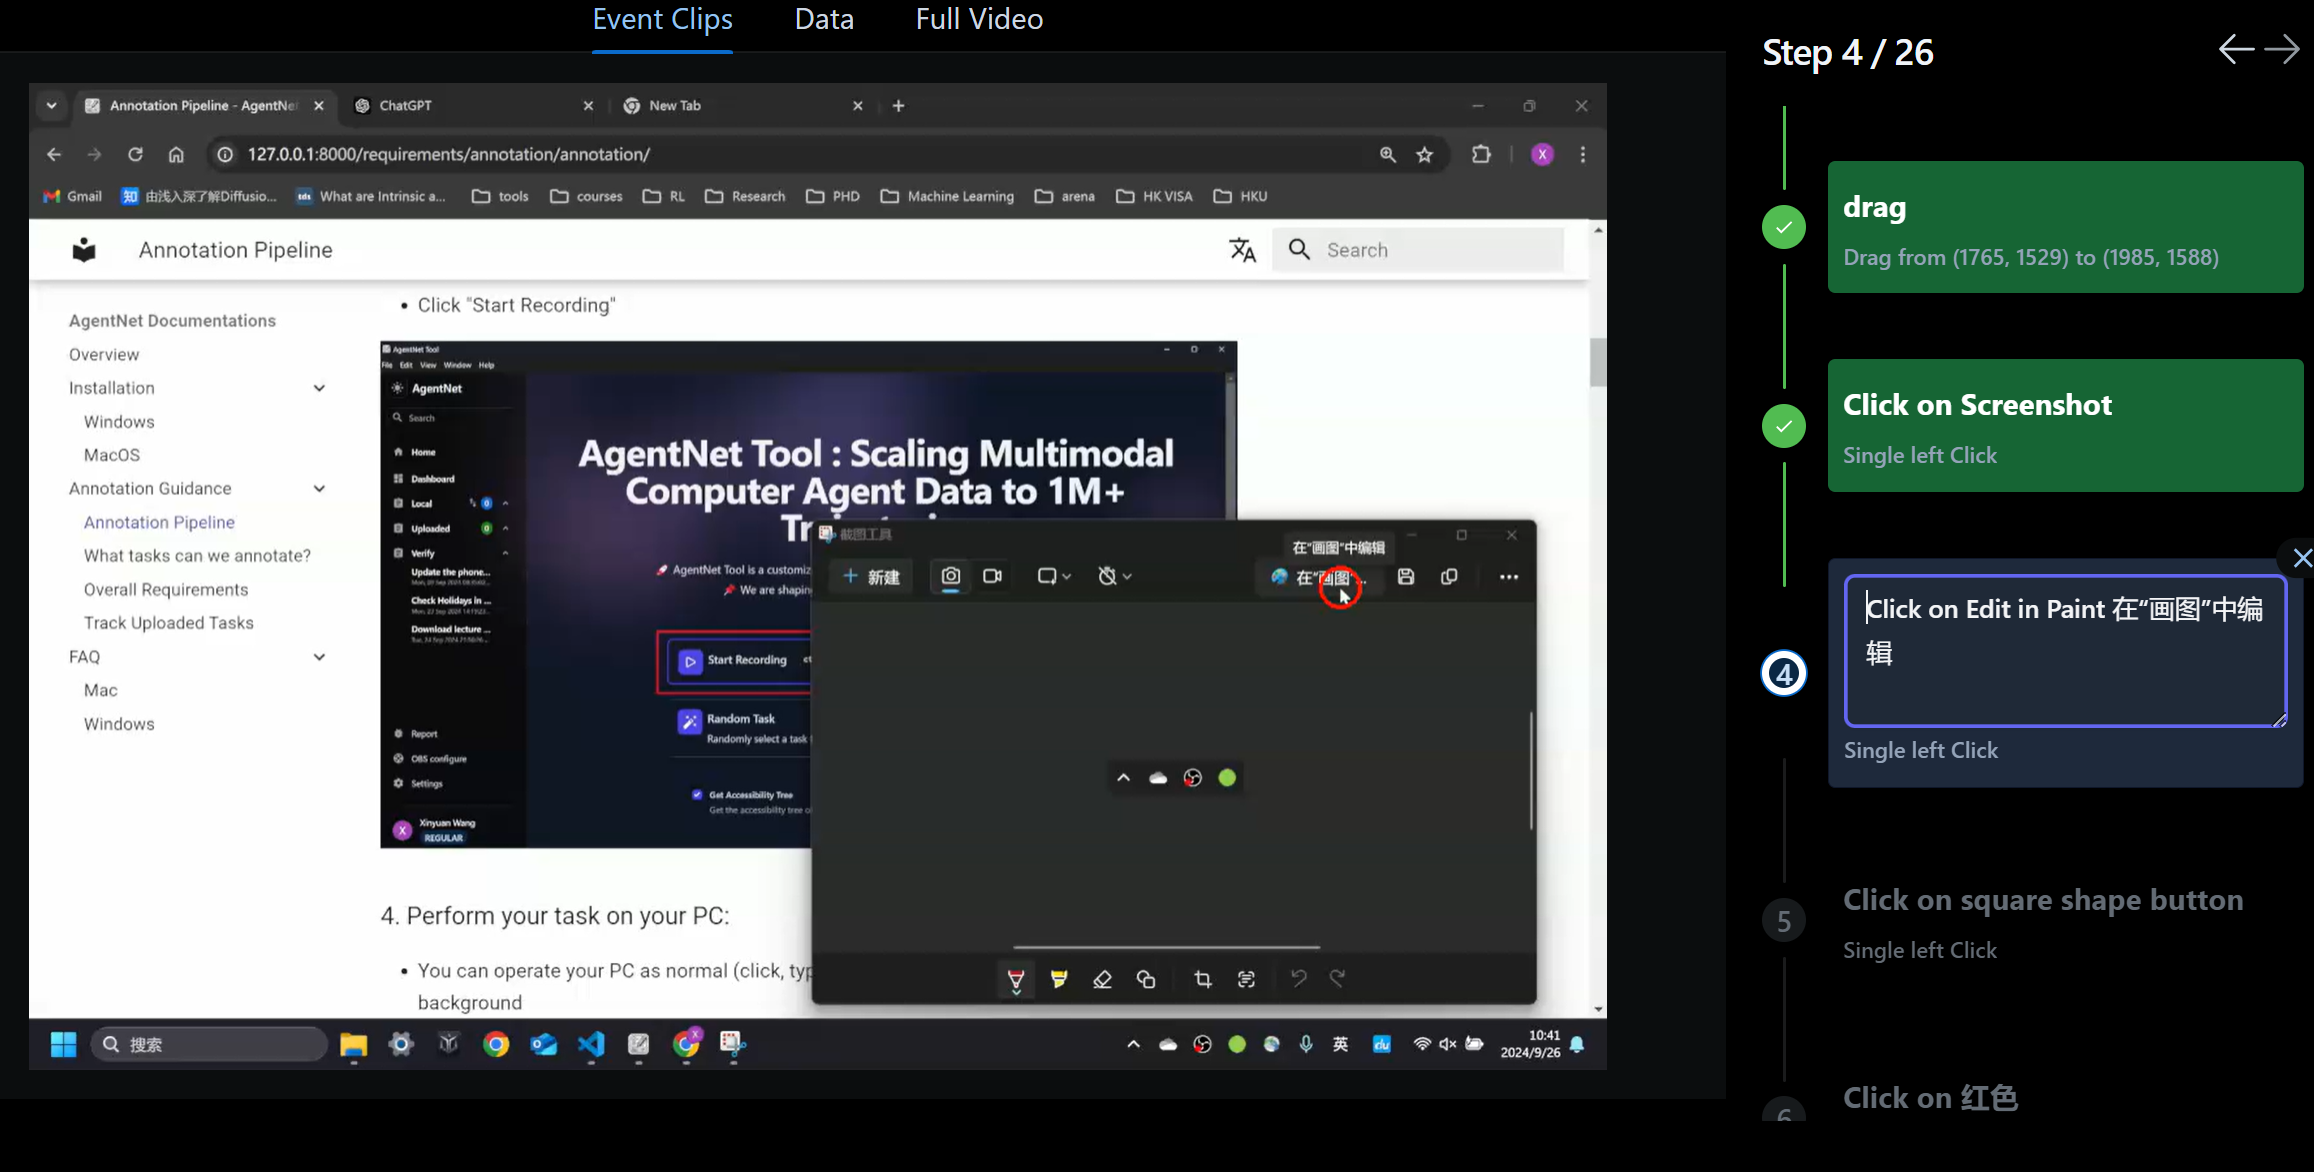 Event Clips
Data
Full Video
Step 4 / 26
Annotation Pipeline - AgentNe
ChatGPT
New Tab
127.0.0.1:8000/requirements/annotation/annotation/
X
Gmail
知 由浅入深了解Diffusio...
tds What are Intrinsic a...
tools
courses
RL
Research
PHD
Machine Learning
arena
HK VISA
HKU
Annotation Pipeline
Search
AgentNet Documentations
Overview
Installation
Windows
MacOS
Annotation Guidance
Annotation Pipeline
What tasks can we annotate?
Overall Requirements
Track Uploaded Tasks
FAQ
Mac
Windows
• Click "Start Recording"
AgentNet Tool
File Edit View Window Help
AgentNet
Search
Home
Dashboard
Local
0
Uploaded
0
Verify
Update the phone...
Check Holidays in ...
Download lecture ...
Report
OBS configure
Settings
X
Xinyuan Wang
REGULAR
AgentNet Tool : Scaling Multimodal
Computer Agent Data to 1M+
AgentNet Tool is a customiz
We are shapin
Start Recording
Random Task
Randomly select a task
Get Accessibility Tree
Get the accessibility tree o
截图工具
在“画图”中编辑
新建
在“画图”...
4. Perform your task on your PC:
• You can operate your PC as normal (click, typ
background
搜索
英
du
10:41
2024/9/26
drag
Drag from (1765, 1529) to (1985, 1588)
Click on Screenshot
Single left Click
4
Click on Edit in Paint 在“画图”中编
辑
Single left Click
5
Click on square shape button
Single left Click
6
Click on 红色